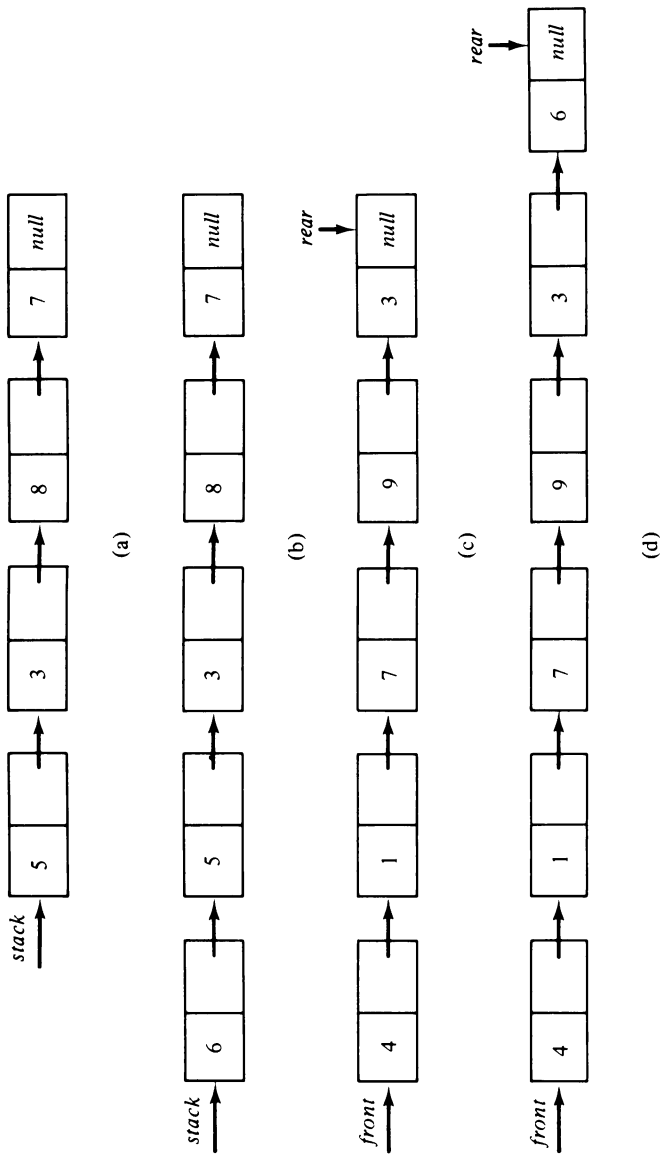 stack
5 3 8 7 null
(a)
stack
6 5 3 8 7 null
(b)
rear
front
4 1 7 9 3 null
(c)
rear
front
4 1 7 9 3 6 null
(d)